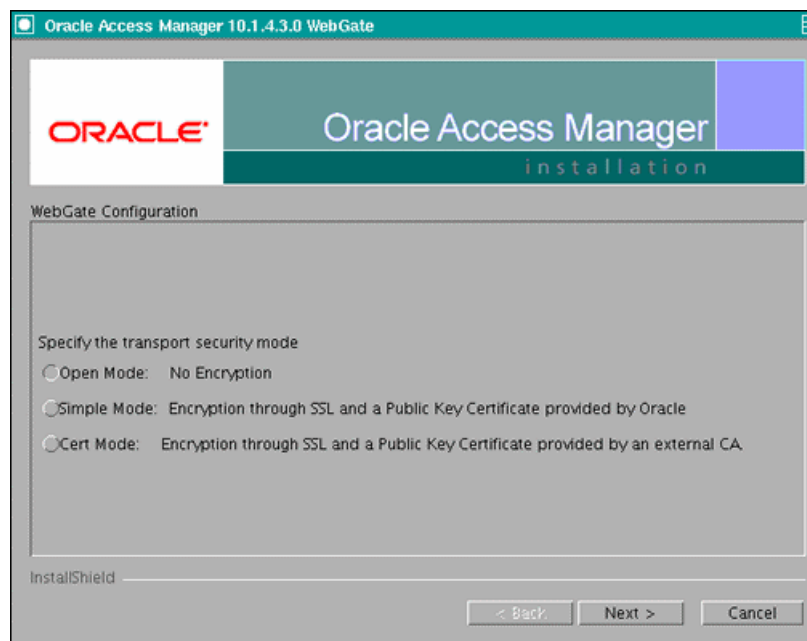 Oracle Access Manager 10.1.4.3.0 WebGate
ORACLE®
Oracle Access Manager
installation
WebGate Configuration
Specify the transport security mode
Open Mode: No Encryption
Simple Mode: Encryption through SSL and a Public Key Certificate provided by Oracle
Cert Mode: Encryption through SSL and a Public Key Certificate provided by an external CA.
InstallShield
< Back Next > Cancel